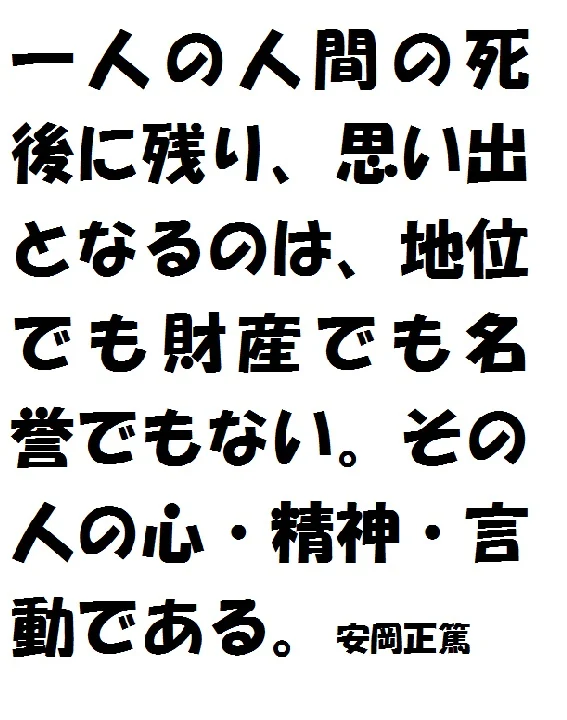 一人の人間の死
後に残り、思い出
となるのは、地位
でも財産でも名
誉でもない。その
人の心・精神・言
動である。 安岡正篤